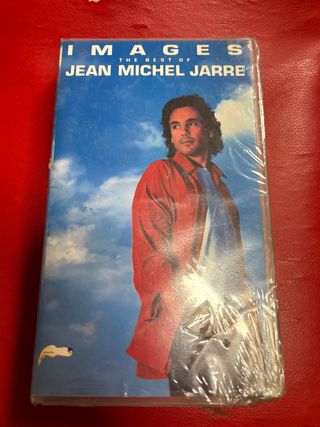 IMAGES
THE BEST OF
JEAN MICHEL JARRE